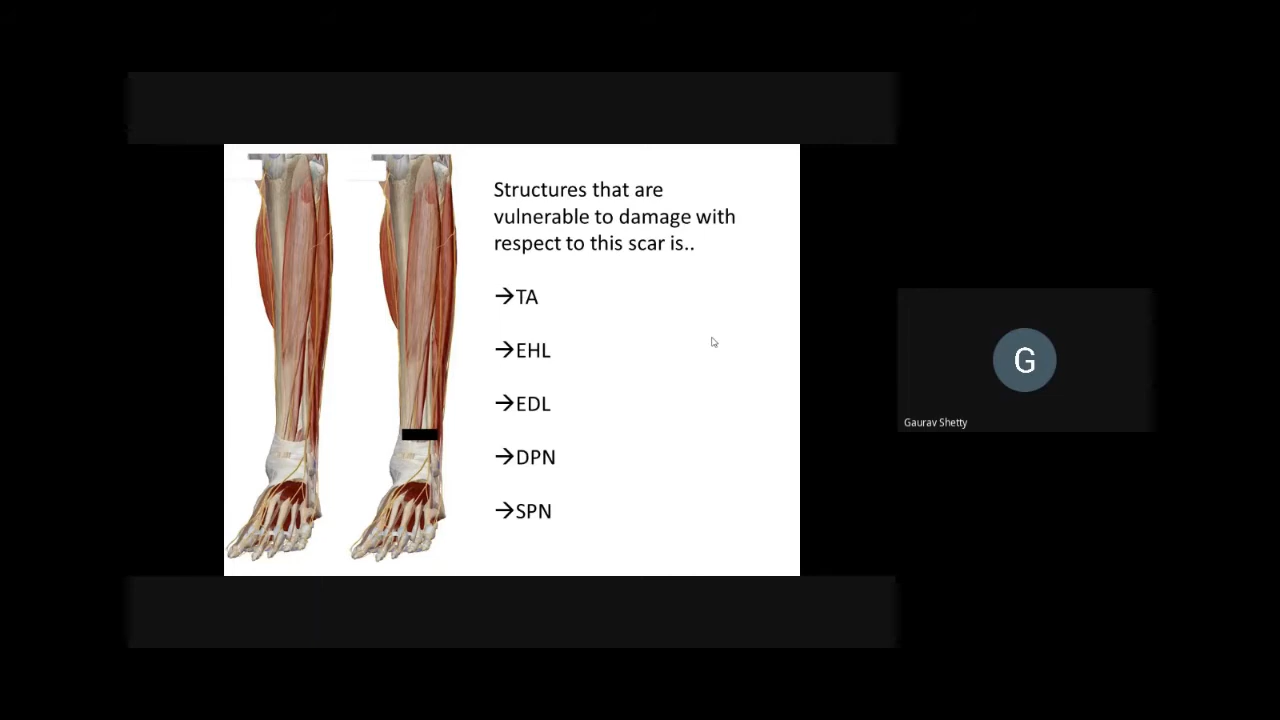 Structures that are
vulnerable to damage with
respect to this scar is..
→TA
→EHL
→EDL
→DPN
→SPN
G
Gaurav Shetty